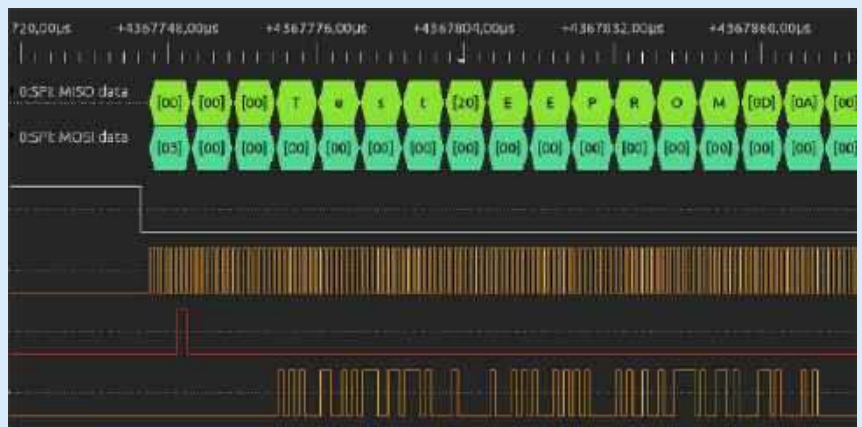 720,00µs +4367748,00µs +4367776,00µs +4367804,00µs +4367832,00µs +4367860,00µs
0:SPI: MISO data [00] [00] [00] T e s t [20] E E P R O M [0D] [0A] [00]
0:SPI: MOSI data [03] [00] [00] [00] [00] [00] [00] [00] [00] [00] [00] [00] [00] [00] [00] [00] [00]